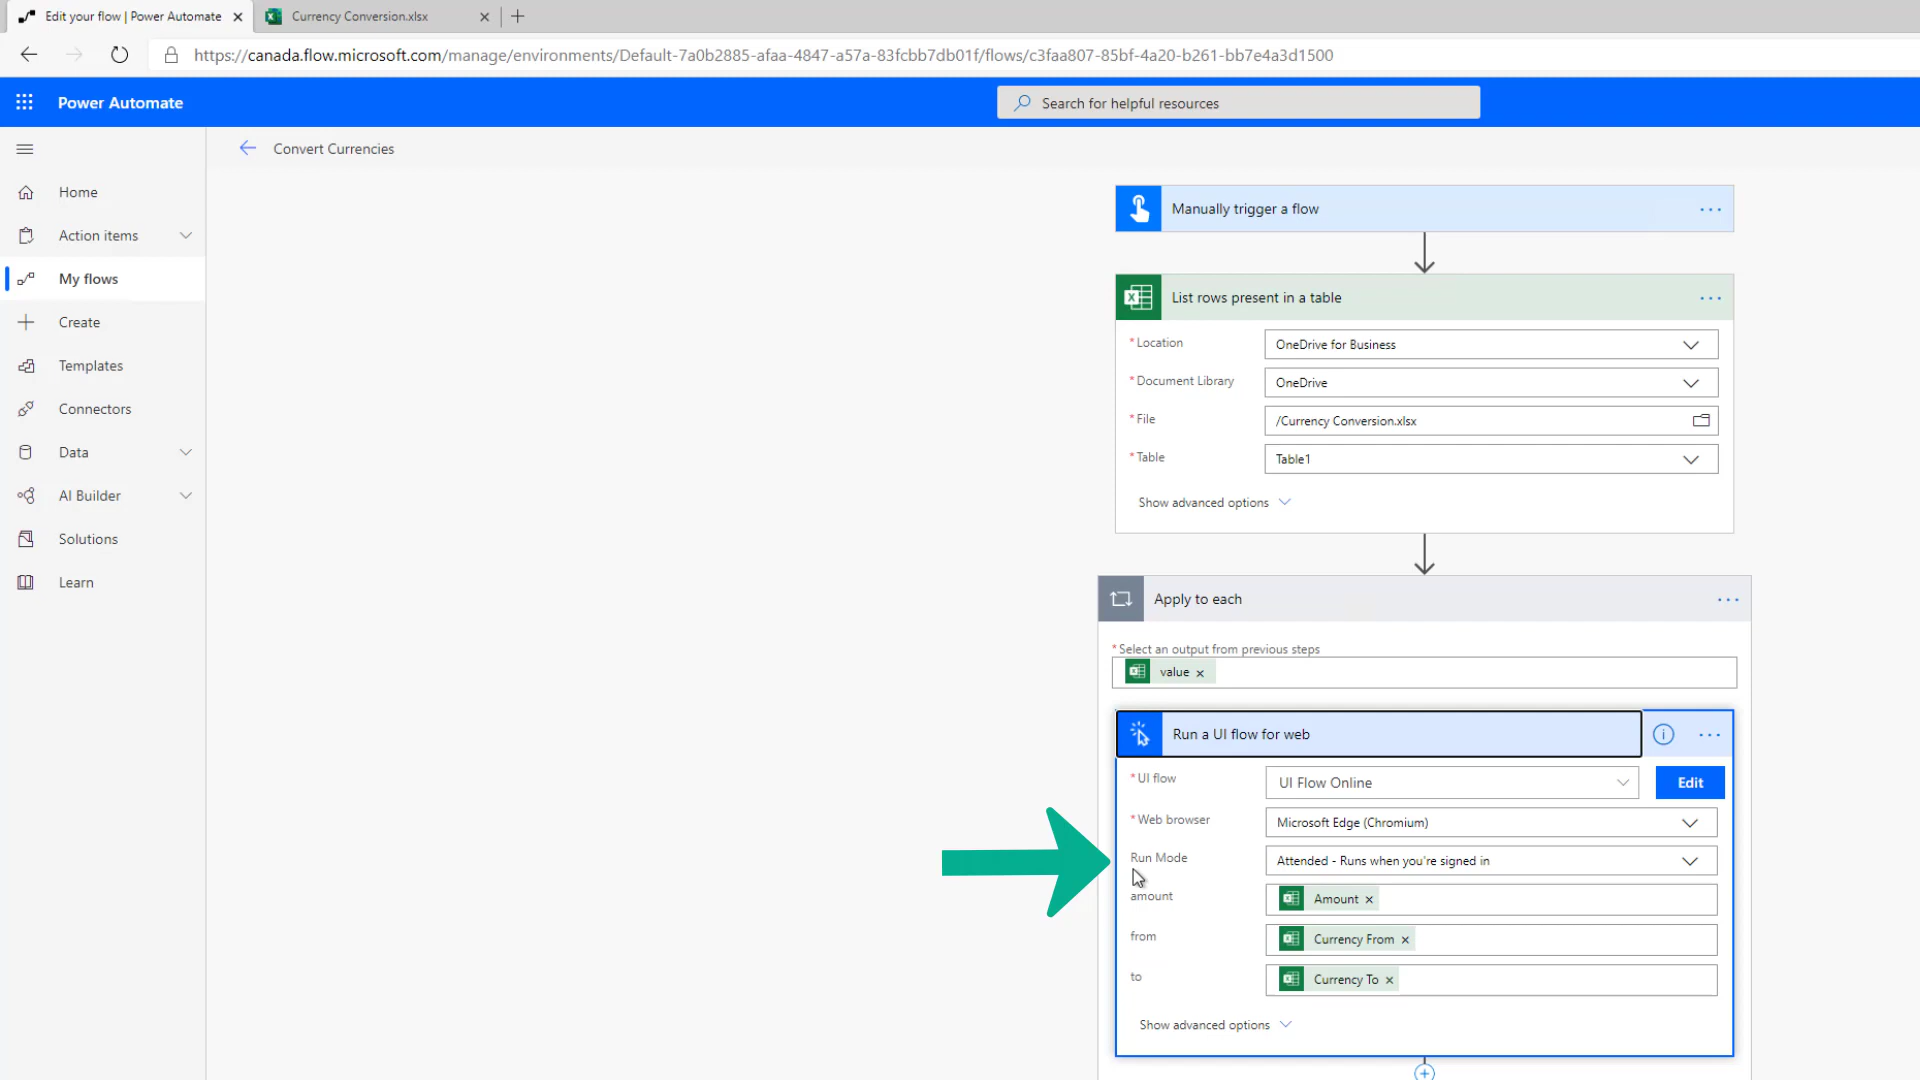 Edit your flow | Power Automate
Currency Conversion.xlsx
https://canada.flow.microsoft.com/manage/environments/Default-7a0b2885-afaa-4847-a57a-83fcbb7db01f/flows/c3faa807-85bf-4a20-b261-bb7e4a3d1500
Power Automate
Search for helpful resources
Convert Currencies
Home
Action items
My flows
Create
Templates
Connectors
Data
AI Builder
Solutions
Learn
Manually trigger a flow
List rows present in a table
*Location
OneDrive for Business
*Document Library
OneDrive
*File
/Currency Conversion.xlsx
*Table
Table1
Show advanced options
Apply to each
*Select an output from previous steps
value
Run a UI flow for web
*UI flow
UI Flow Online
Edit
*Web browser
Microsoft Edge (Chromium)
Run Mode
Attended - Runs when you're signed in
amount
Amount
from
Currency From
to
Currency To
Show advanced options